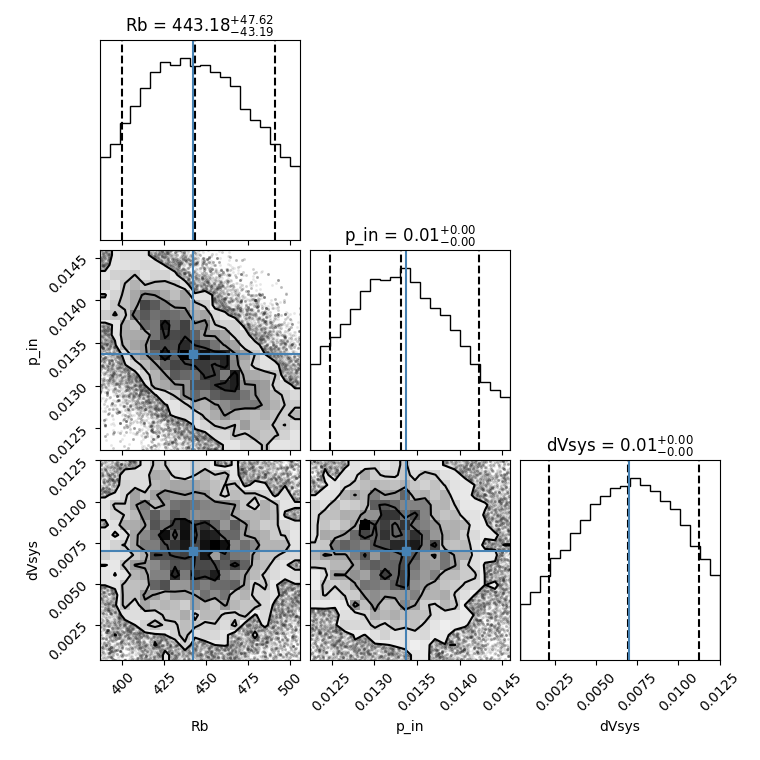 Rb = 443.18+47.62−43.19
p_in = 0.01+0.00−0.00
0.0145
0.0140
0.0135
0.0130
0.0125
p_in
dVsys = 0.01+0.00−0.00
0.0125
0.0100
0.0075
0.0050
0.0025
dVsys
400 425 450 475 500
0.0125 0.0130 0.0135 0.0140 0.0145
0.0025 0.0050 0.0075 0.0100 0.0125
Rb p_in dVsys